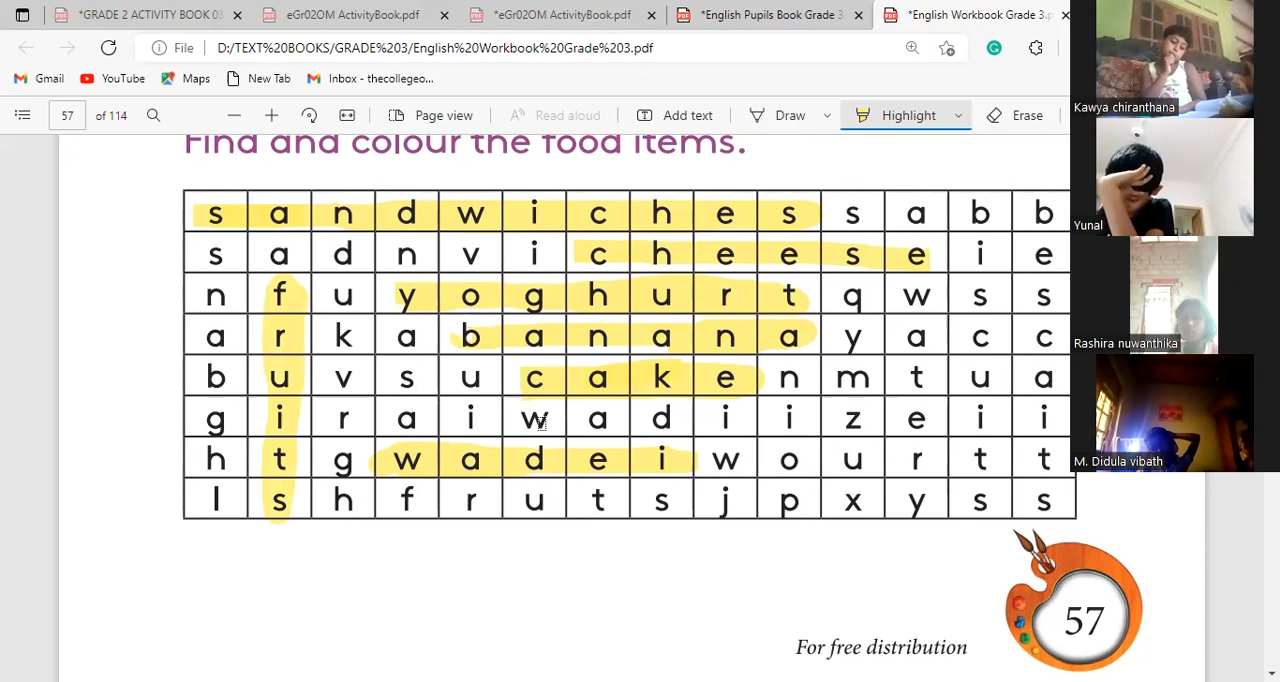 *GRADE 2 ACTIVITY BOOK 03
eGr02OM ActivityBook.pdf
*eGr02OM ActivityBook.pdf
*English Pupils Book Grade 3
*English Workbook Grade 3.p
File
D:/TEXT%20BOOKS/GRADE%203/English%20Workbook%20Grade%203.pdf
Gmail
YouTube
Maps
New Tab
Inbox - thecollegeo...
57 of 114
Page view
Read aloud
Add text
Draw
Highlight
Erase
Find and colour the food items.
s a n d w i c h e s s a b b
s a d n v i c h e e s e i e
n f u y o g h u r t q w s s
a r k a b a n a n a y a c c
b u v s u c a k e n m t u a
g i r a i w a d i i z e i i
h t g w a d e i w o u r t t
l s h f r u t s j p x y s s
57
For free distribution
Kawya chiranthana
Yunal
Rashira nuwanthika
M. Didula vibath